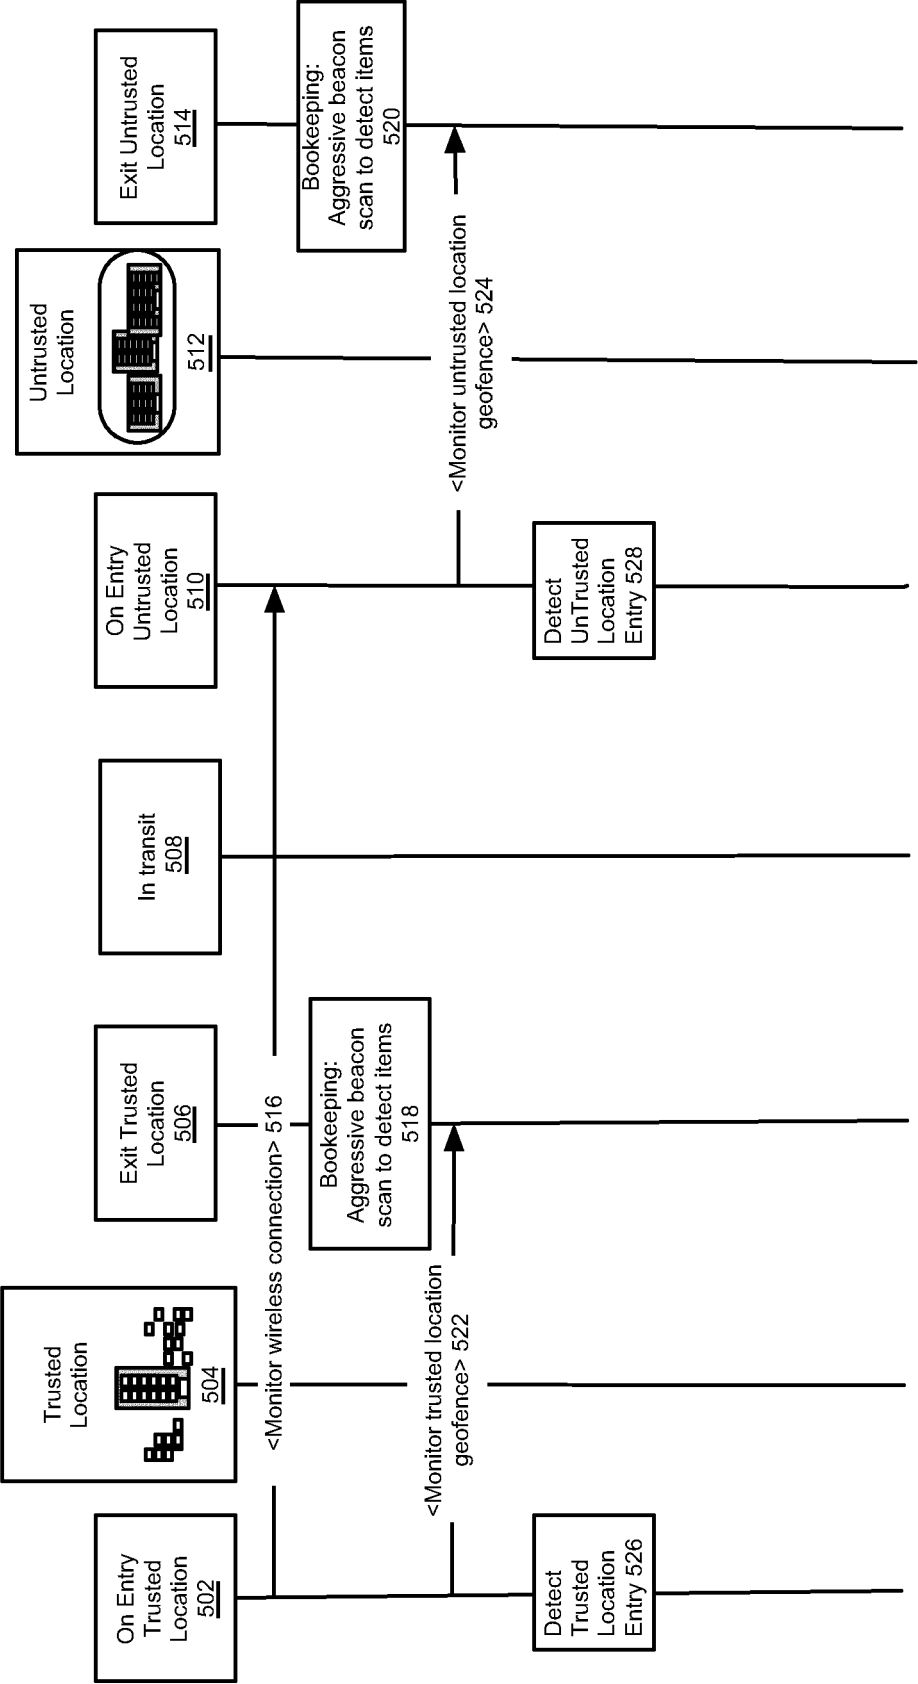 On Entry
Trusted
Location
502
Trusted
Location
504
Exit Trusted
Location
506
In transit
508
On Entry
Untrusted
Location
510
Untrusted
Location
512
Exit Untrusted
Location
514
<Monitor wireless connection> 516
Bookeeping:
Aggressive beacon
scan to detect items
518
Bookeeping:
Aggressive beacon
scan to detect items
520
<Monitor trusted location
geofence> 522
<Monitor untrusted location
geofence> 524
Detect
Trusted
Location
Entry 526
Detect
UnTrusted
Location
Entry 528